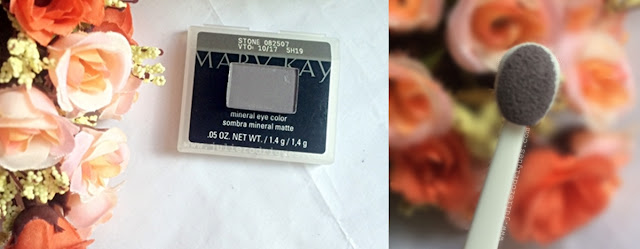 STONE 082507
VTO: 10/17 SH19
MARY KAY
mineral eye color
sombra mineral matte
.05 OZ. NET WT. / 1.4 g / 1,4 g